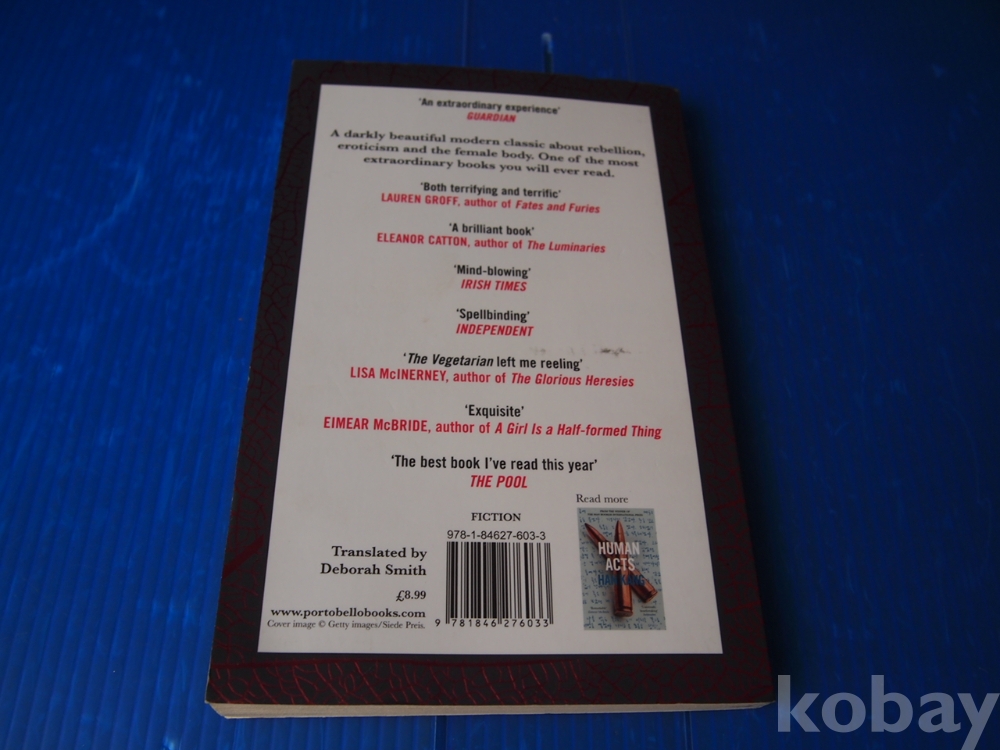 'An extraordinary experience'
GUARDIAN
A darkly beautiful modern classic about rebellion,
eroticism and the female body. One of the most
extraordinary books you will ever read.
'Both terrifying and terrific'
LAUREN GROFF, author of Fates and Furies
'A brilliant book'
ELEANOR CATTON, author of The Luminaries
'Mind-blowing'
IRISH TIMES
'Spellbinding'
INDEPENDENT
'The Vegetarian left me reeling'
LISA McINERNEY, author of The Glorious Heresies
'Exquisite'
EIMEAR McBRIDE, author of A Girl Is a Half-formed Thing
'The best book I've read this year'
THE POOL
Read more
HUMAN
ACTS
HAN KANG
FICTION
978-1-84627-603-3
Translated by
Deborah Smith
£8.99
www.portobellobooks.com
Cover image © Getty images/Siede Preis.
9 781846 276033
kobay